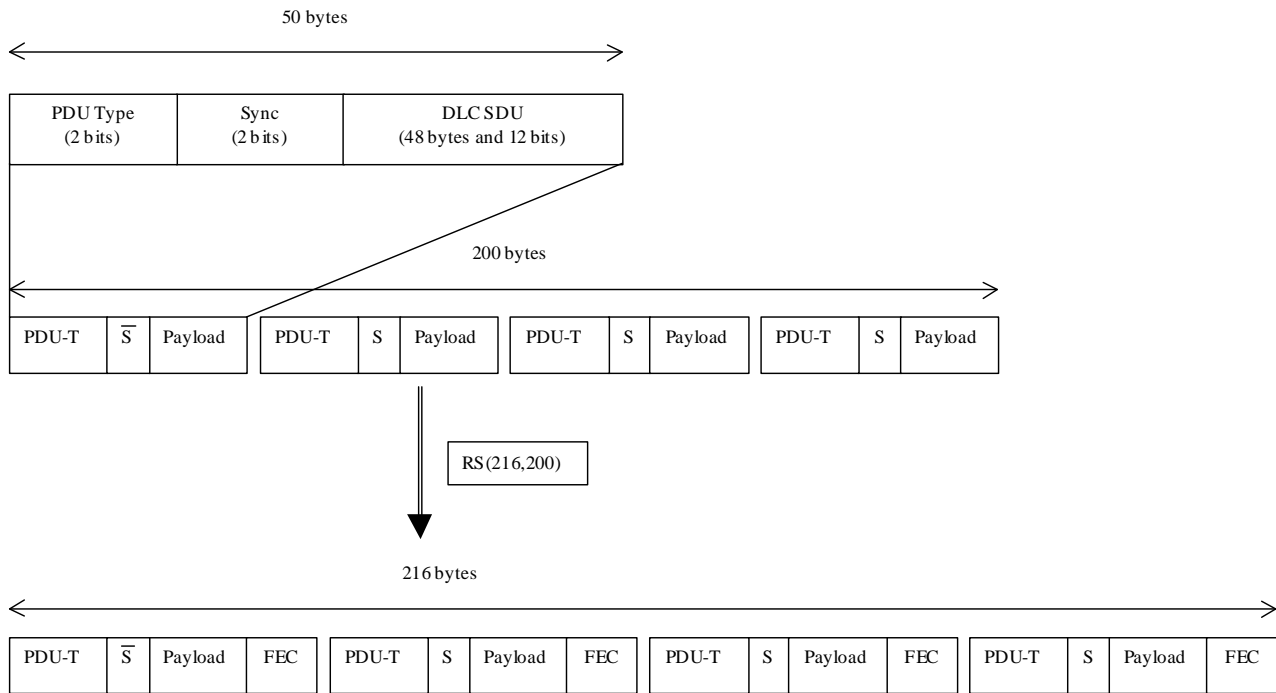 50 bytes
PDU Type Sync DLC SDU
(2 bits) (2 bits) (48 bytes and 12 bits)
200 bytes
PDU-T S̅ Payload PDU-T S Payload PDU-T S Payload PDU-T S Payload
RS(216,200)
216 bytes
PDU-T S̅ Payload FEC PDU-T S Payload FEC PDU-T S Payload FEC PDU-T S Payload FEC